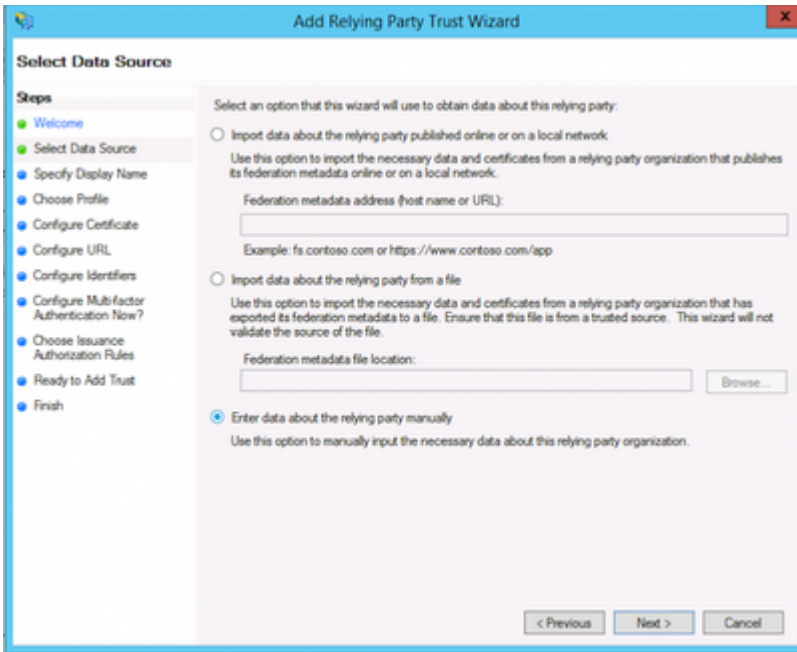 Add Relying Party Trust Wizard
x
Select Data Source
Steps
Welcome
Select Data Source
Specify Display Name
Choose Profile
Configure Certificate
Configure URL
Configure Identifiers
Configure Multi-factor
Authentication Now?
Choose Issuance
Authorization Rules
Ready to Add Trust
Finish
Select an option that this wizard will use to obtain data about this relying party:
Import data about the relying party published online or on a local network
Use this option to import the necessary data and certificates from a relying party organization that publishes
its federation metadata online or on a local network.
Federation metadata address (host name or URL):
Example: fs.contoso.com or https://www.contoso.com/app
Import data about the relying party from a file
Use this option to import the necessary data and certificates from a relying party organization that has
exported its federation metadata to a file. Ensure that this file is from a trusted source. This wizard will not
validate the source of the file.
Federation metadata file location:
Browse...
Enter data about the relying party manually
Use this option to manually input the necessary data about this relying party organization.
< Previous
Next >
Cancel